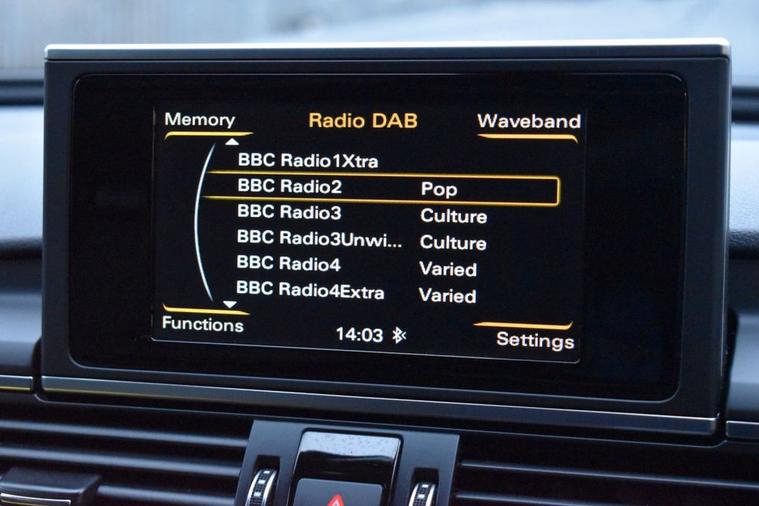 Memory Radio DAB Waveband
BBC Radio1Xtra
BBC Radio2 Pop
BBC Radio3 Culture
BBC Radio3Unwi... Culture
BBC Radio4 Varied
BBC Radio4Extra Varied
Functions 14:03 Settings